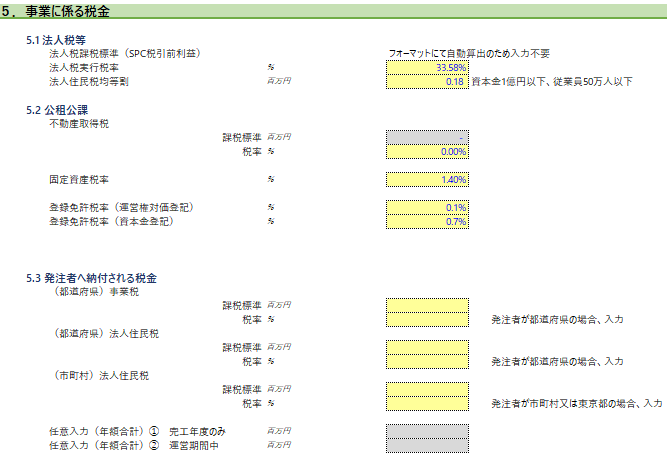 5．事業に係る税金
5.1 法人税等
法人税課税標準（SPC税引前利益） フォーマットにて自動算出のため入力不要
法人税実行税率 % 33.58%
法人住民税均等割 百万円 0.18 資本金1億円以下、従業員50万人以下
5.2 公租公課
不動産取得税
課税標準 百万円 -
税率 % 0.00%
固定資産税率 % 1.40%
登録免許税率（運営権対価登記） % 0.1%
登録免許税率（資本金登記） % 0.7%
5.3 発注者へ納付される税金
（都道府県）事業税
課税標準 百万円
税率 % 発注者が都道府県の場合、入力
（都道府県）法人住民税
課税標準 百万円
税率 % 発注者が都道府県の場合、入力
（市町村）法人住民税
課税標準 百万円
税率 % 発注者が市町村又は東京都の場合、入力
任意入力（年額合計）① 完工年度のみ 百万円
任意入力（年額合計）② 運営期間中 百万円